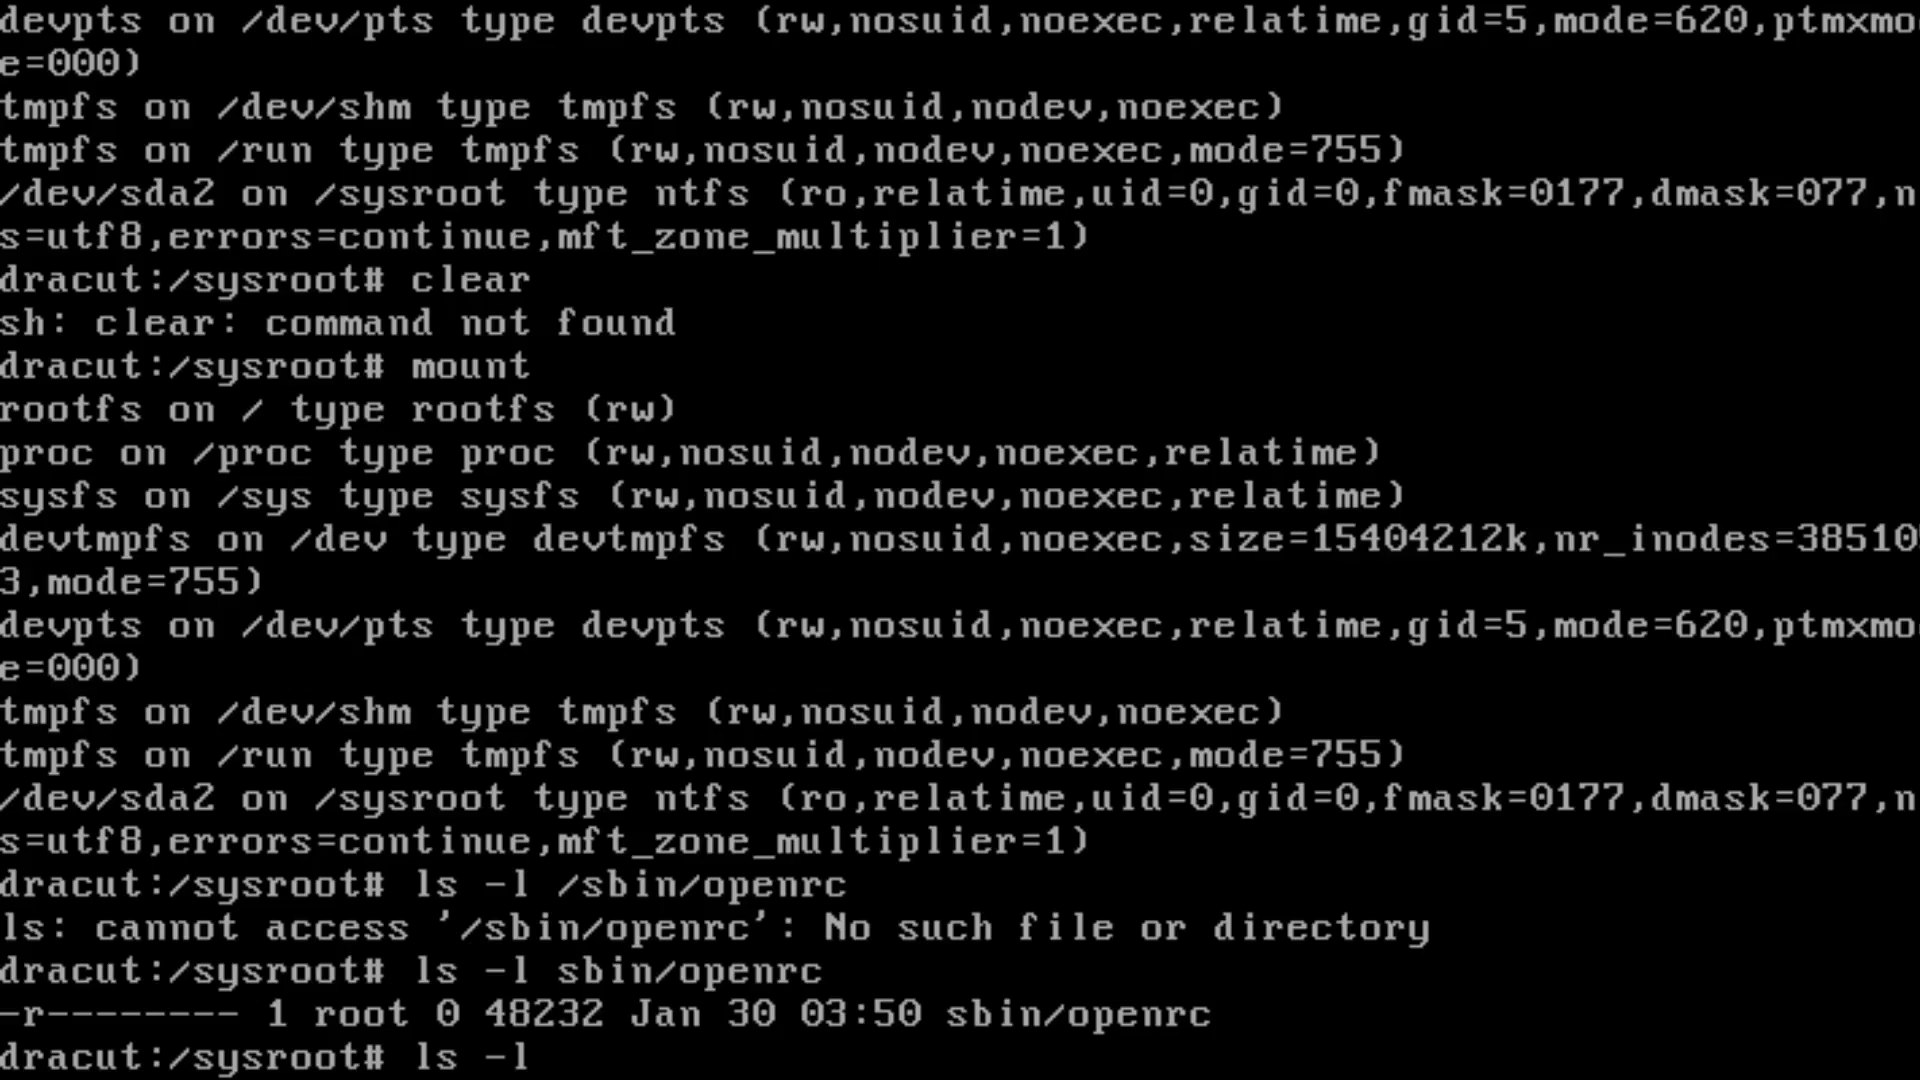 devpts on /dev/pts type devpts (rw,nosuid,noexec,relatime,gid=5,mode=620,ptmxmo
e=000)
tmpfs on /dev/shm type tmpfs (rw,nosuid,nodev,noexec)
tmpfs on /run type tmpfs (rw,nosuid,nodev,noexec,mode=755)
/dev/sda2 on /sysroot type ntfs (ro,relatime,uid=0,gid=0,fmask=0177,dmask=077,n
s=utf8,errors=continue,mft_zone_multiplier=1)
dracut:/sysroot# clear
sh: clear: command not found
dracut:/sysroot# mount
rootfs on / type rootfs (rw)
proc on /proc type proc (rw,nosuid,nodev,noexec,relatime)
sysfs on /sys type sysfs (rw,nosuid,nodev,noexec,relatime)
devtmpfs on /dev type devtmpfs (rw,nosuid,noexec,size=15404212k,nr_inodes=38510
3,mode=755)
devpts on /dev/pts type devpts (rw,nosuid,noexec,relatime,gid=5,mode=620,ptmxmo
e=000)
tmpfs on /dev/shm type tmpfs (rw,nosuid,nodev,noexec)
tmpfs on /run type tmpfs (rw,nosuid,nodev,noexec,mode=755)
/dev/sda2 on /sysroot type ntfs (ro,relatime,uid=0,gid=0,fmask=0177,dmask=077,n
s=utf8,errors=continue,mft_zone_multiplier=1)
dracut:/sysroot# ls -l /sbin/openrc
ls: cannot access '/sbin/openrc': No such file or directory
dracut:/sysroot# ls -l sbin/openrc
-r-------- 1 root 0 48232 Jan 30 03:50 sbin/openrc
dracut:/sysroot# ls -l